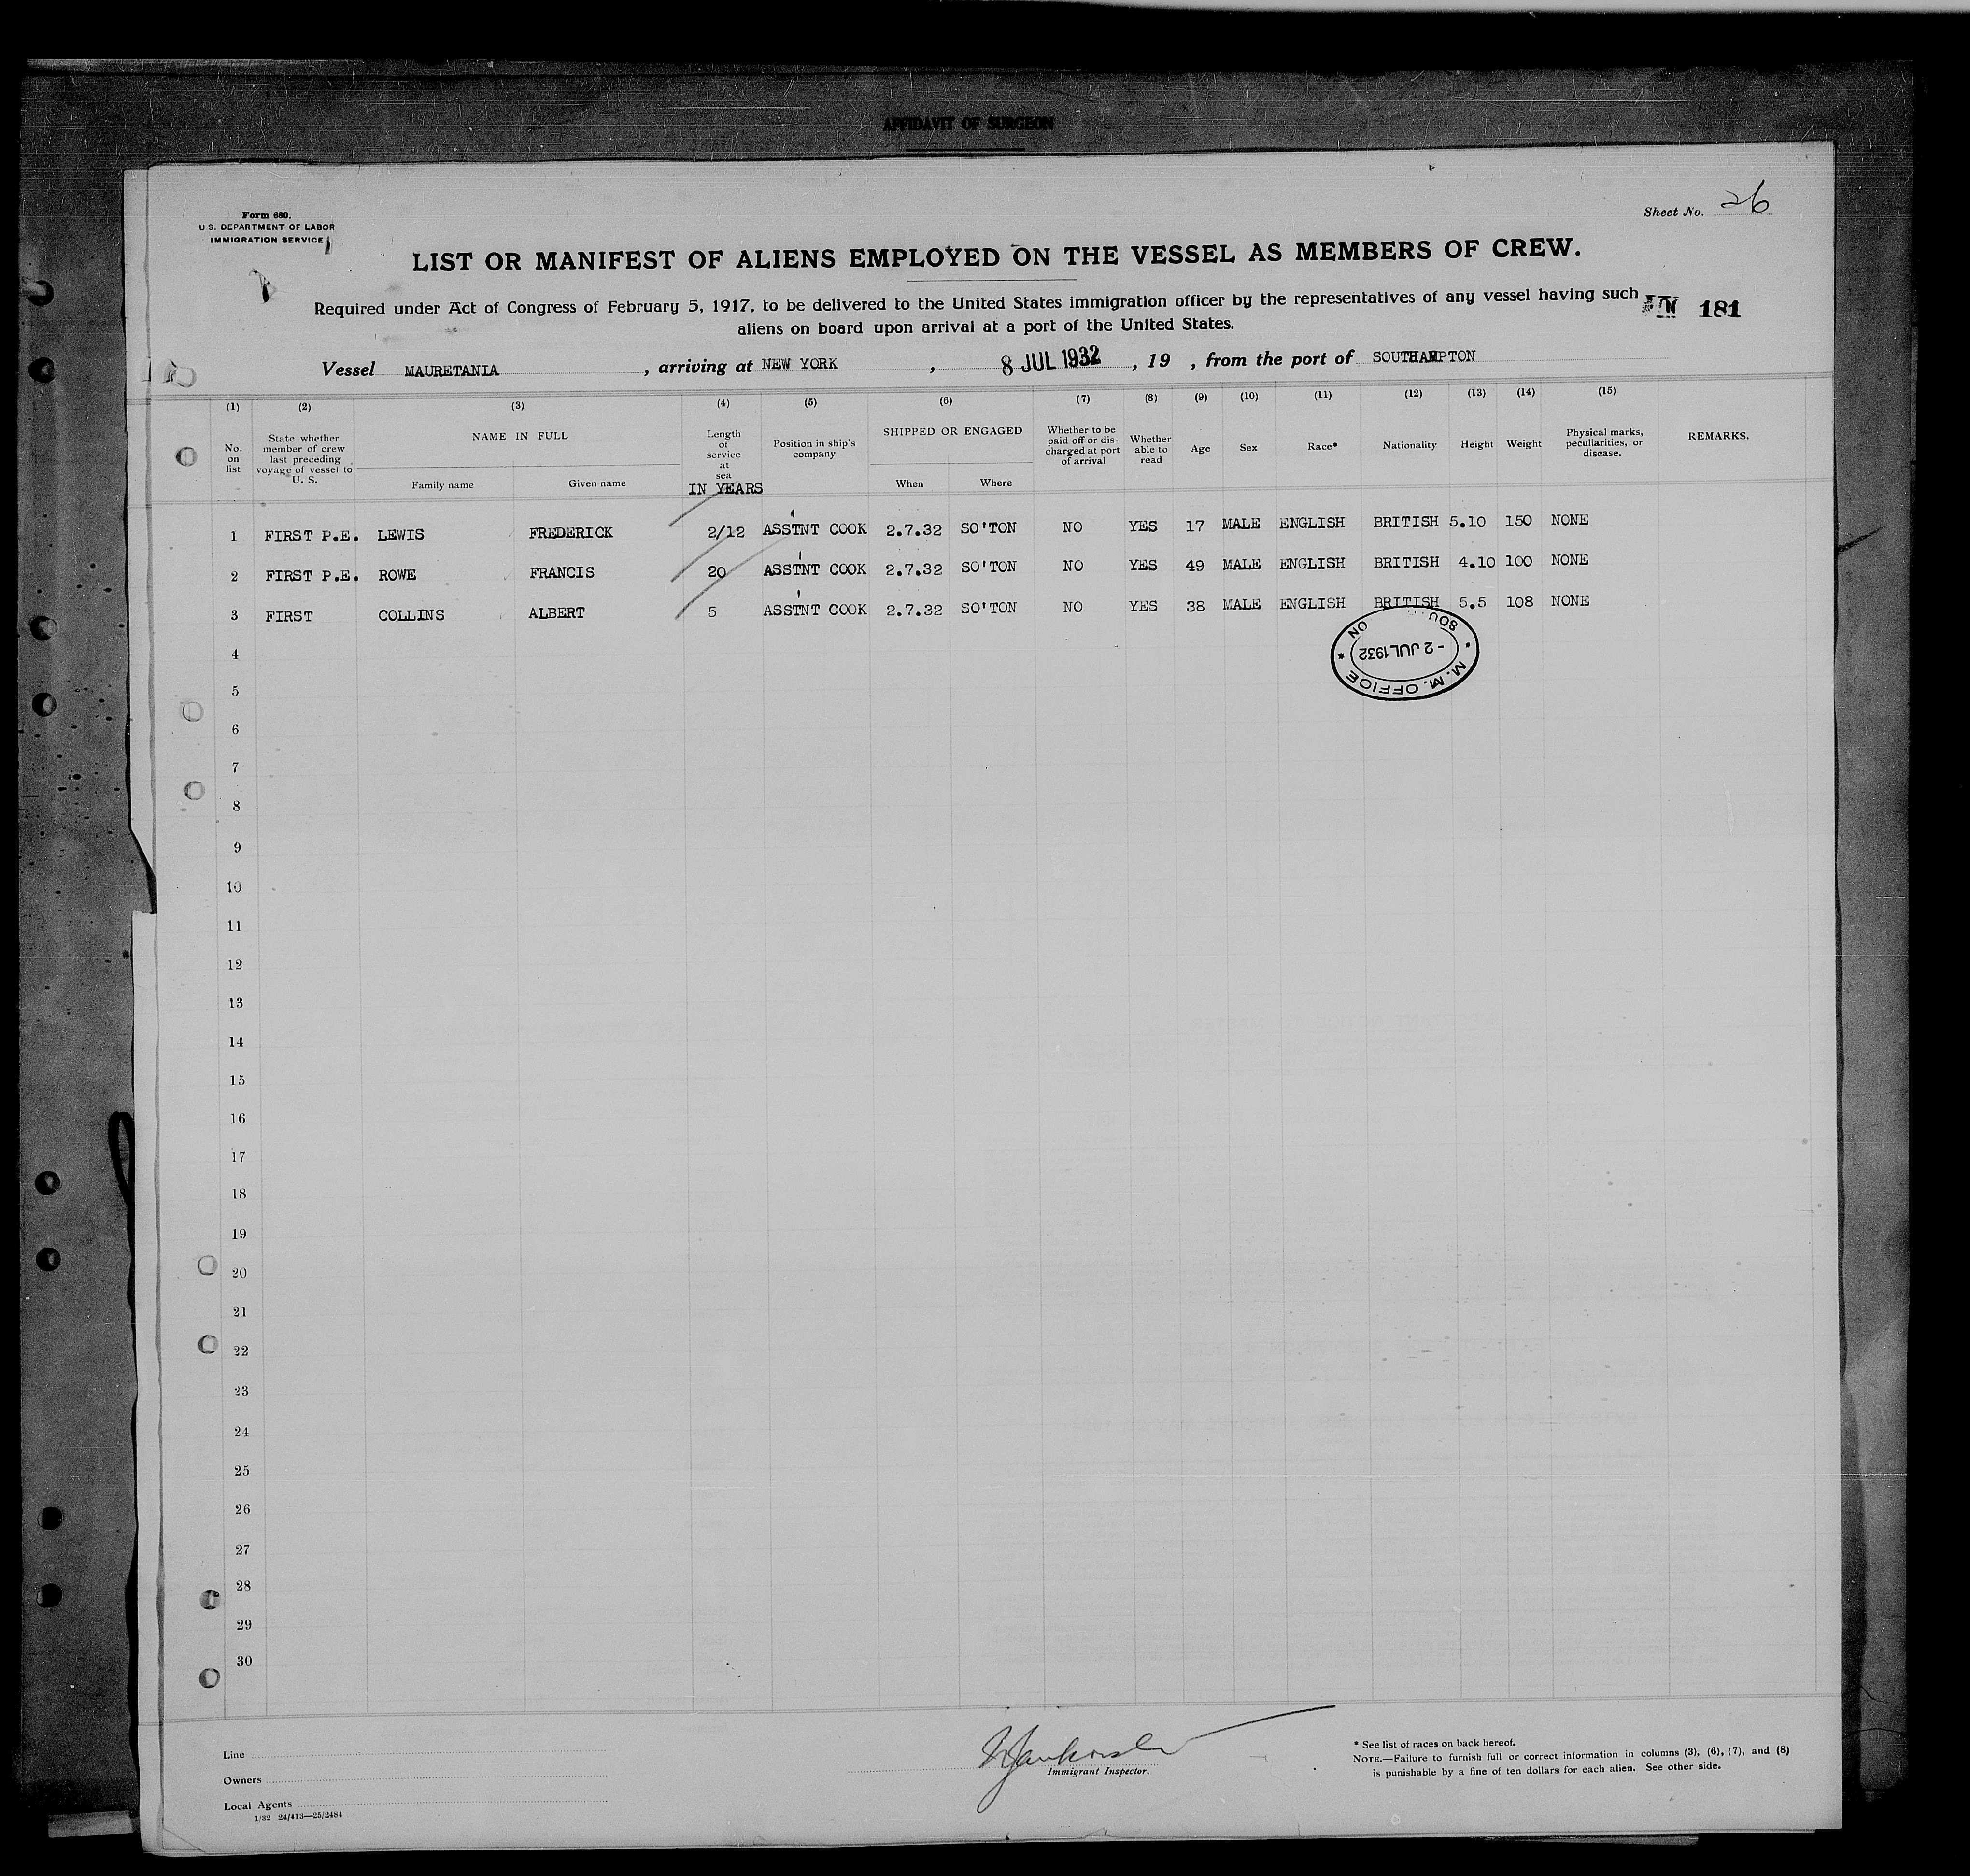 AFFIDAVIT OF SURGEON
Form 680.
U.S. DEPARTMENT OF LABOR
IMMIGRATION SERVICE
Sheet No. 26
LIST OR MANIFEST OF ALIENS EMPLOYED ON THE VESSEL AS MEMBERS OF CREW.
Required under Act of Congress of February 5, 1917, to be delivered to the United States immigration officer by the representatives of any vessel having such
aliens on board upon arrival at a port of the United States.
181
Vessel MAURETANIA , arriving at NEW YORK , 8 JUL 1932 , 19 , from the port of SOUTHAMPTON
(1) (2) (3) (4) (5) (6) (7) (8) (9) (10) (11) (12) (13) (14) (15)
No. on list
State whether member of crew last preceding voyage of vessel to U. S.
NAME IN FULL
Family name
Given name
Length of service at sea
IN YEARS
Position in ship's company
SHIPPED OR ENGAGED
When
Where
Whether to be paid off or discharged at port of arrival
Whether able to read
Age
Sex
Race*
Nationality
Height
Weight
Physical marks, peculiarities, or disease.
REMARKS.
1 FIRST P.E. LEWIS FREDERICK 2/12 ASSTNT COOK 2.7.32 SO'TON NO YES 17 MALE ENGLISH BRITISH 5.10 150 NONE
2 FIRST P.E. ROWE FRANCIS 20 ASSTNT COOK 2.7.32 SO'TON NO YES 49 MALE ENGLISH BRITISH 4.10 100 NONE
3 FIRST COLLINS ALBERT 5 ASSTNT COOK 2.7.32 SO'TON NO YES 38 MALE ENGLISH BRITISH 5.5 108 NONE
M. M. OFFICE
- 2 JUL 1932
4
5
6
7
8
9
10
11
12
13
14
15
16
17
18
19
20
21
22
23
24
25
26
27
28
29
30
Line
Owners
Local Agents
1/32 24/413—25/2484
Immigrant Inspector.
* See list of races on back hereof.
NOTE.—Failure to furnish full or correct information in columns (3), (6), (7), and (8)
is punishable by a fine of ten dollars for each alien. See other side.